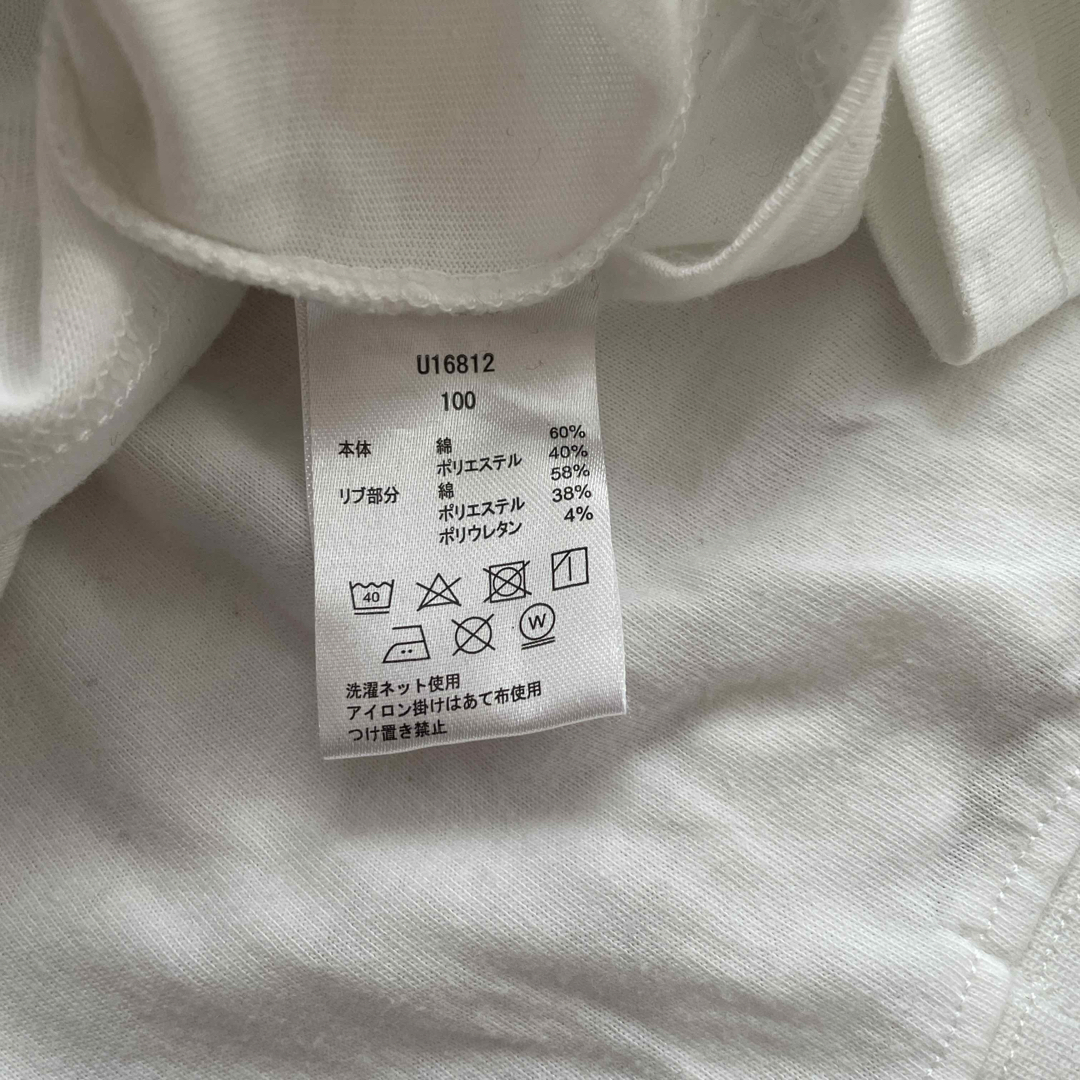 U16812
100
本体 綿 60%
ポリエステル 40%
リブ部分 綿 58%
ポリエステル 38%
ポリウレタン 4%
40
W
洗濯ネット使用
アイロン掛けはあて布使用
つけ置き禁止